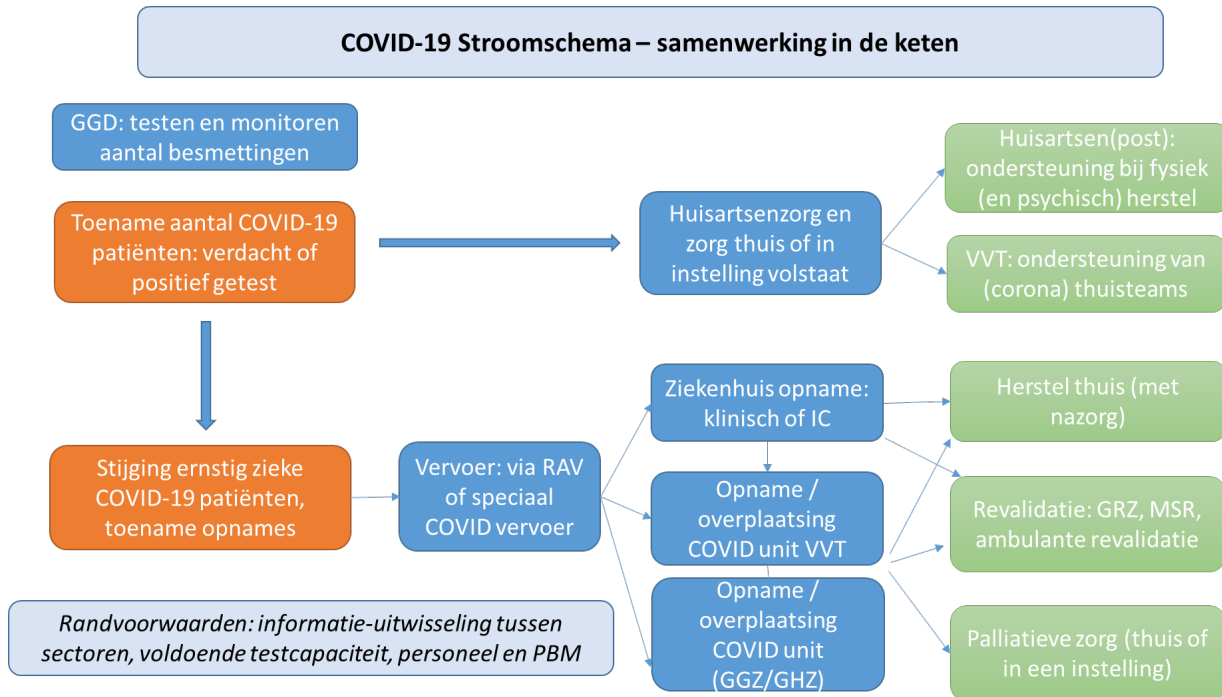 COVID-19 Stroomschema – samenwerking in de keten
GGD: testen en monitoren
aantal besmettingen
Toename aantal COVID-19
patiënten: verdacht of
positief getest
Huisartsenzorg en
zorg thuis of in
instelling volstaat
Huisartsen(post):
ondersteuning bij fysiek
(en psychisch) herstel
VVT: ondersteuning van
(corona) thuisteams
Stijging ernstig zieke
COVID-19 patiënten,
toename opnames
Vervoer: via RAV
of speciaal
COVID vervoer
Ziekenhuis opname:
klinisch of IC
Opname /
overplaatsing
COVID unit VVT
Opname /
overplaatsing
COVID unit
(GGZ/GHZ)
Herstel thuis (met
nazorg)
Revalidatie: GRZ, MSR,
ambulante revalidatie
Palliatieve zorg (thuis of
in een instelling)
Randvoorwaarden: informatie-uitwisseling tussen
sectoren, voldoende testcapaciteit, personeel en PBM